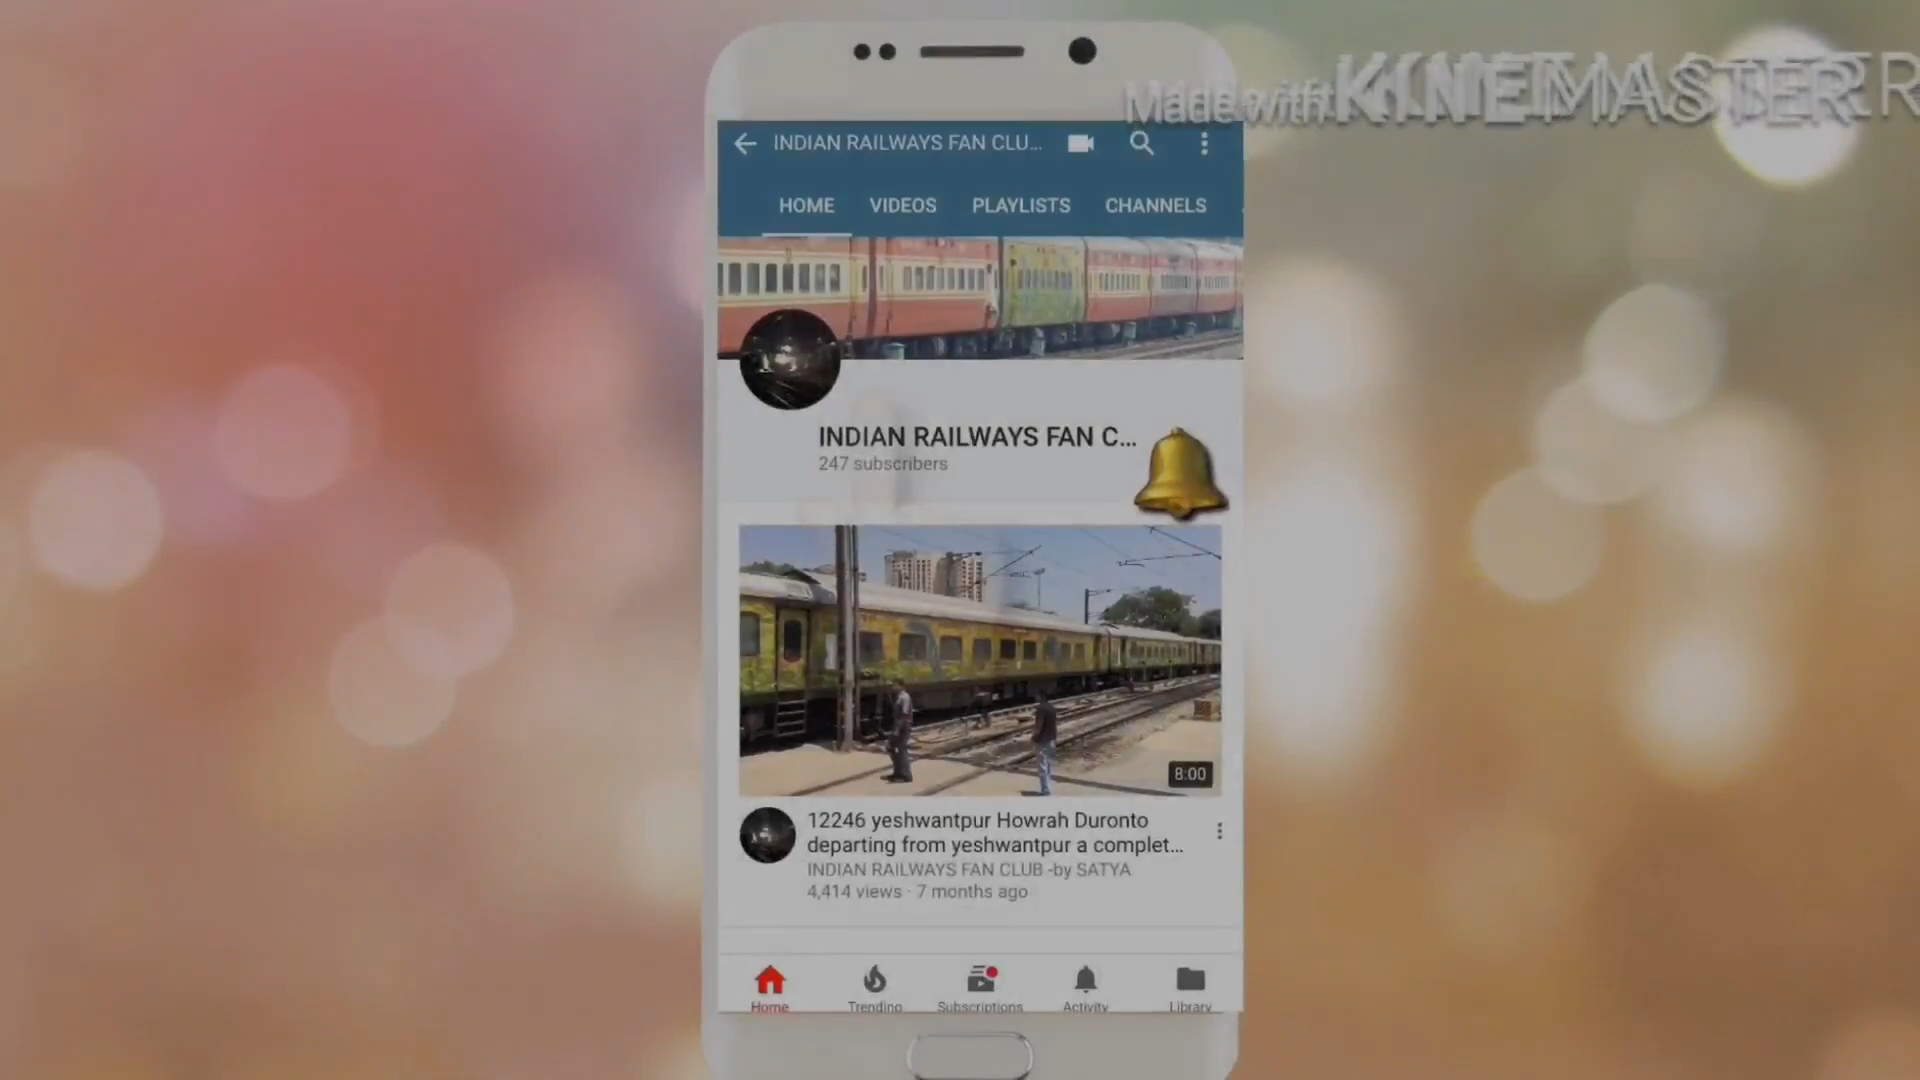 Made with KINEMASTER
INDIAN RAILWAYS FAN CLU...
HOME VIDEOS PLAYLISTS CHANNELS
INDIAN RAILWAYS FAN C...
247 subscribers
8:00
12246 yeshwantpur Howrah Duronto
departing from yeshwantpur a complet...
INDIAN RAILWAYS FAN CLUB -by SATYA
4,414 views · 7 months ago
Home Trending Subscriptions Activity Library